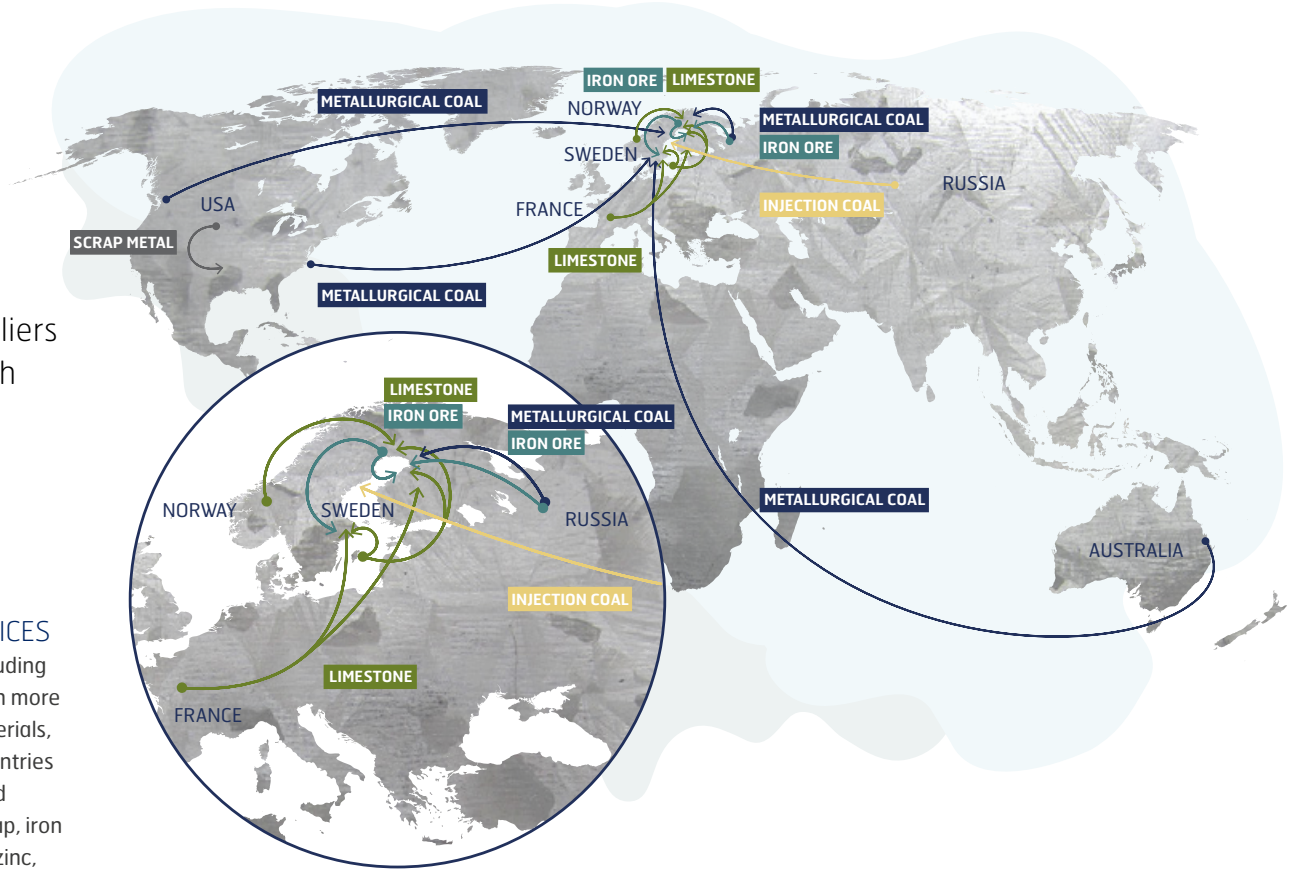 IRON ORE
LIMESTONE
METALLURGICAL COAL
NORWAY
METALLURGICAL COAL
IRON ORE
SWEDEN
RUSSIA
USA
FRANCE
INJECTION COAL
SCRAP METAL
LIMESTONE
METALLURGICAL COAL
liers
h
LIMESTONE
IRON ORE
METALLURGICAL COAL
IRON ORE
METALLURGICAL COAL
NORWAY
SWEDEN
RUSSIA
AUSTRALIA
INJECTION COAL
LIMESTONE
FRANCE
ICES
uding
n more
erials,
ntries
d
p, iron
zinc,